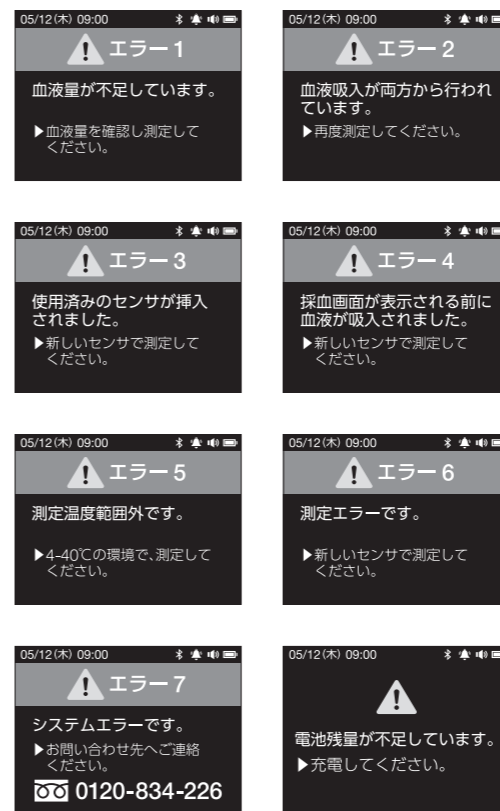 05/12(木) 09:00
エラー 1
血液量が不足しています。
▶血液量を確認し測定して
ください。
05/12(木) 09:00
エラー 2
血液吸入が両方から行われ
ています。
▶再度測定してください。
05/12(木) 09:00
エラー 3
使用済みのセンサが挿入
されました。
▶新しいセンサで測定して
ください。
05/12(木) 09:00
エラー 4
採血画面が表示される前に
血液が吸入されました。
▶新しいセンサで測定して
ください。
05/12(木) 09:00
エラー 5
測定温度範囲外です。
▶4-40℃の環境で、測定して
ください。
05/12(木) 09:00
エラー 6
測定エラーです。
▶新しいセンサで測定して
ください。
05/12(木) 09:00
エラー 7
システムエラーです。
▶お問い合わせ先へご連絡
ください。
0120-834-226
05/12(木) 09:00
電池残量が不足しています。
▶充電してください。